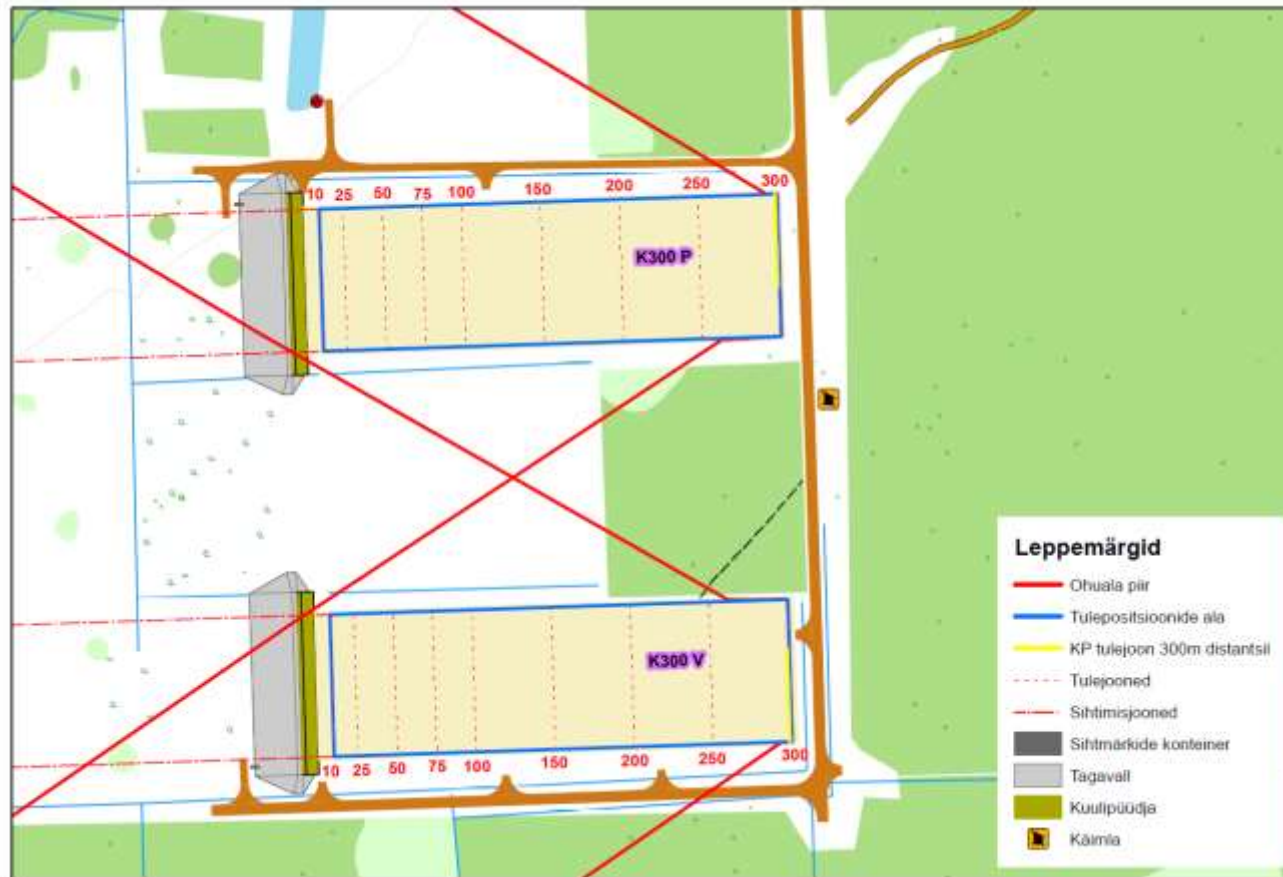 10 25 50 75 100 150 200 250 300
K300 P
K300 V
10 25 50 75 100 150 200 250 300
Leppemärgid
Ohuala piir
Tulepositsioonide ala
KP tulejoon 300m distantsil
Tulejooned
Sihtimisjooned
Sihtmärkide konteiner
Tagavall
Kuulipüüdja
Käimla